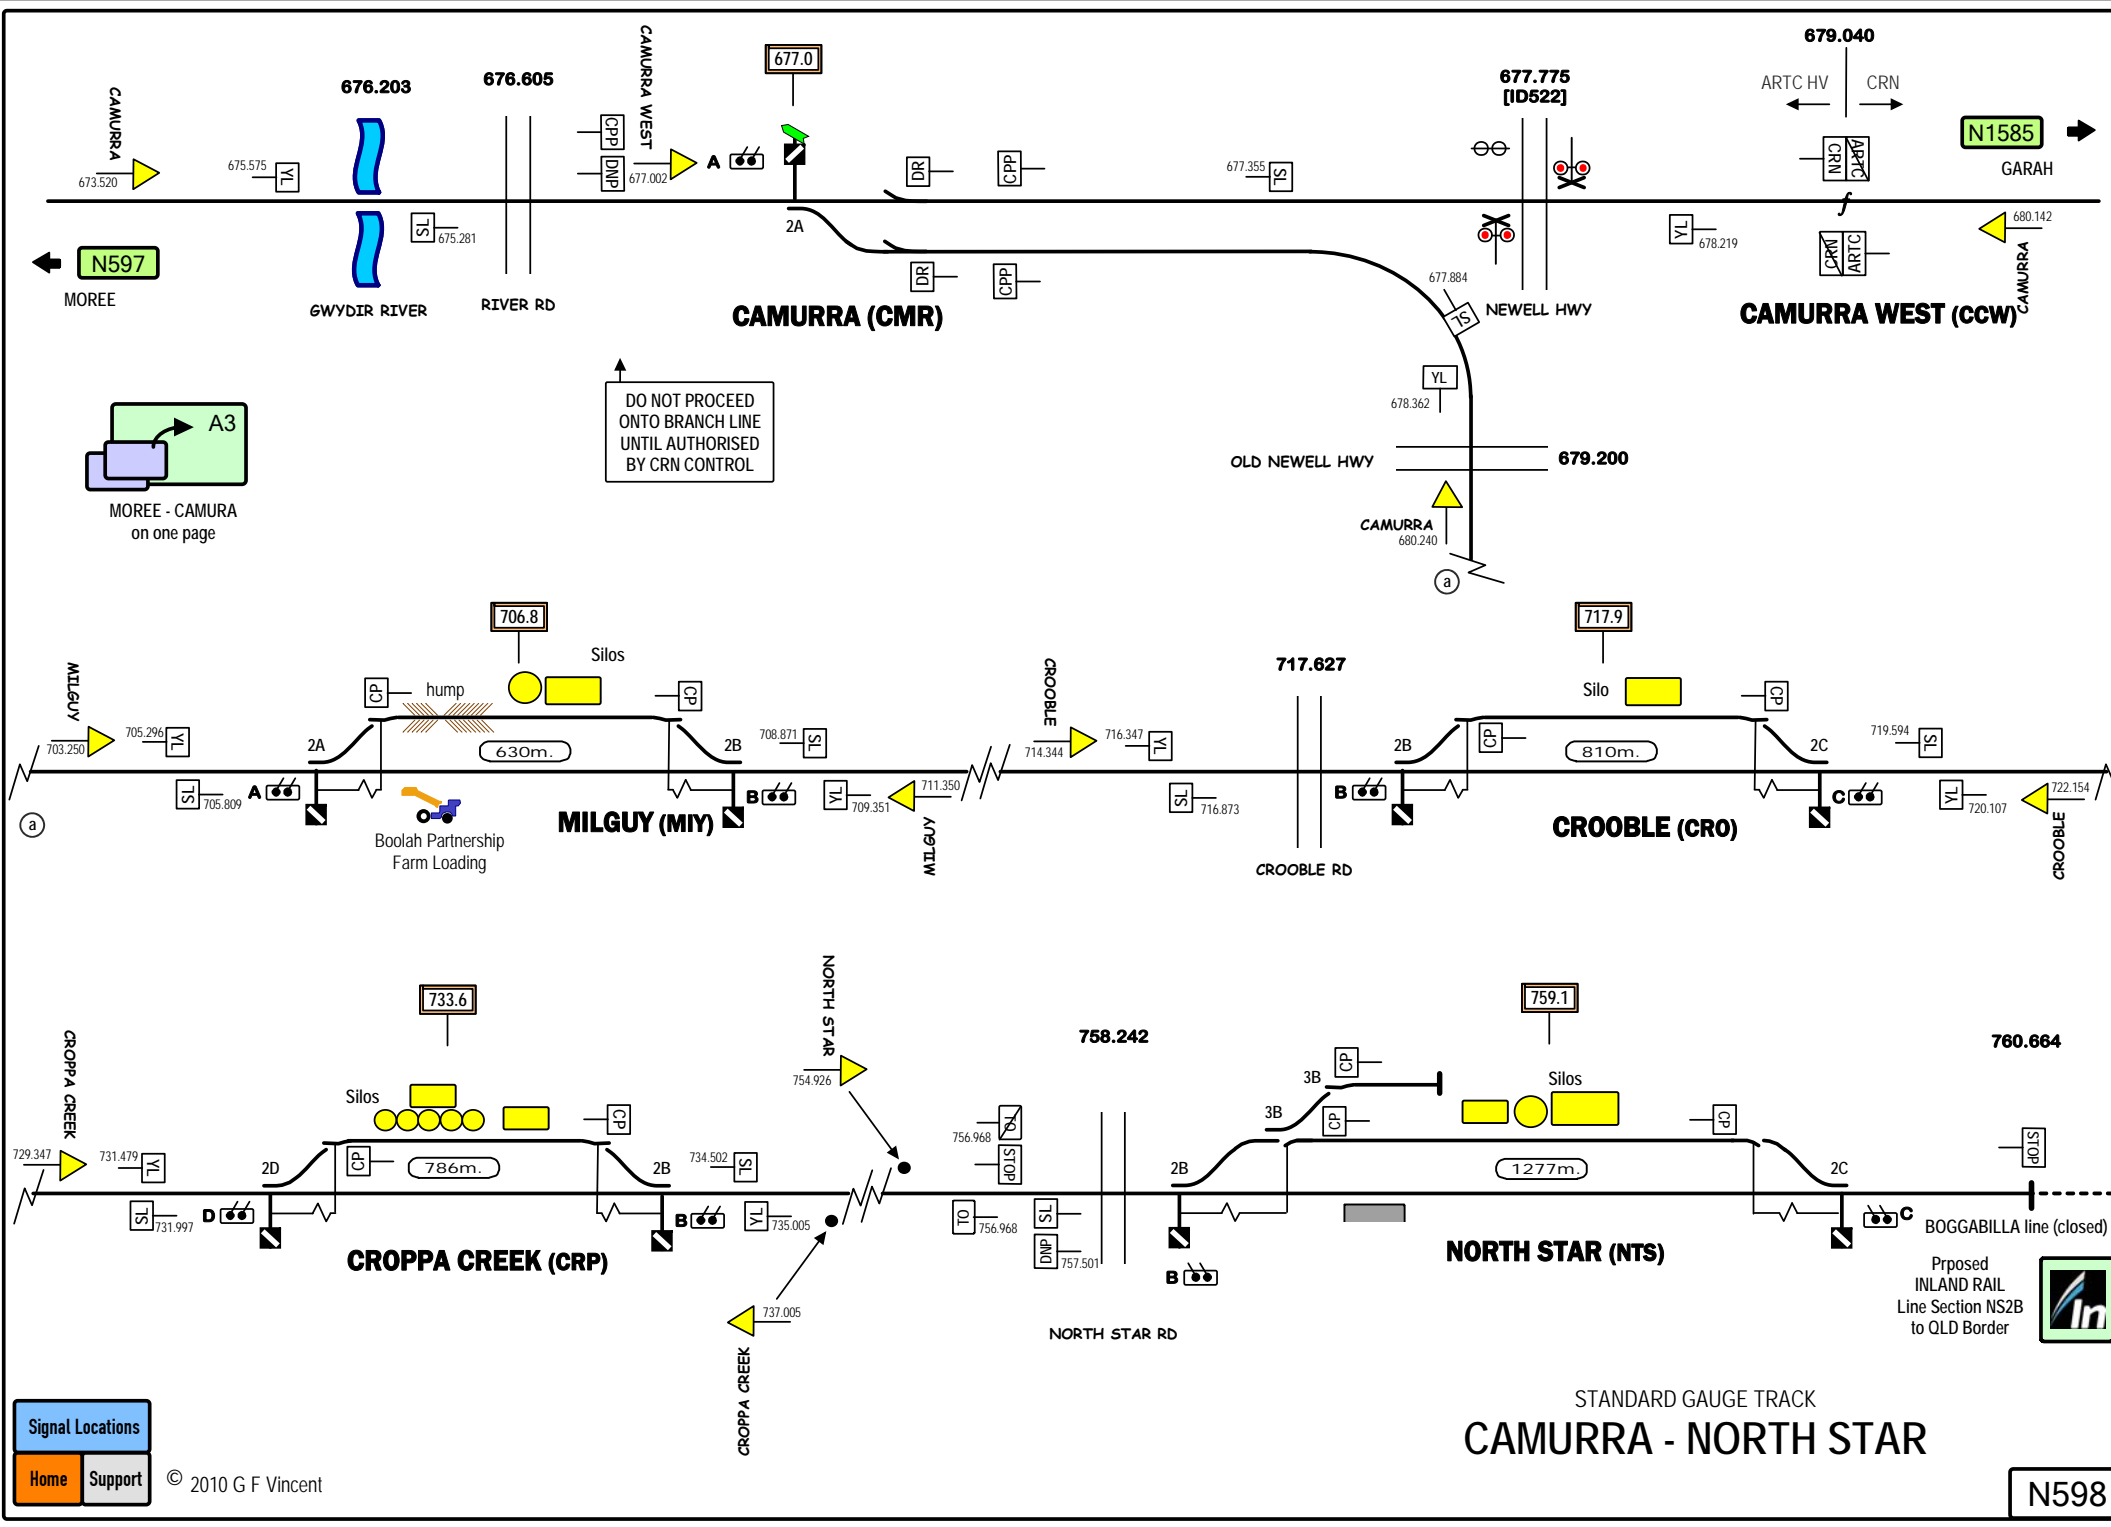 CAMURRA
673.520
675.575
YL
676.203
676.605
CPP
DNP
CAMURRA WEST
677.002
A
677.0
677.355
SL
677.775
[ID522]
679.040
ARTC HV
CRN
CRN
ARTC
N1585
GARAH
DR
CPP
2A
SL
675.281
N597
MOREE
GWYDIR RIVER
RIVER RD
DR
CPP
CAMURRA (CMR)
677.884
SL
NEWELL HWY
YL
678.219
CRN
ARTC
680.142
CAMURRA
CAMURRA WEST (CCW)
DO NOT PROCEED
ONTO BRANCH LINE
UNTIL AUTHORISED
BY CRN CONTROL
A3
MOREE - CAMURA
on one page
YL
678.362
OLD NEWELL HWY
679.200
CAMURRA
680.240
a
MILGUY
703.250
705.296
YL
CP
hump
706.8
Silos
CP
2A
630m.
2B
708.871
SL
SL
705.809
A
a
Boolah Partnership
Farm Loading
MILGUY (MIY)
B
YL
709.351
711.350
MILGUY
CROOBLE
714.344
716.347
YL
717.627
717.9
Silo
CP
2B
CP
810m.
2C
719.594
SL
SL
716.873
B
CROOBLE RD
CROOBLE (CRO)
C
YL
720.107
722.154
CROOBLE
CROPPA CREEK
729.347
731.479
YL
733.6
Silos
CP
2D
CP
786m.
2B
734.502
SL
SL
731.997
D
CROPPA CREEK (CRP)
B
YL
735.005
737.005
CROPPA CREEK
NORTH STAR
754.926
756.968
TO
STOP
TO
756.968
SL
DNP
757.501
758.242
NORTH STAR RD
3B
CP
3B
CP
2B
759.1
Silos
CP
1277m.
2C
B
NORTH STAR (NTS)
C
760.664
STOP
BOGGABILLA line (closed)
Prposed
INLAND RAIL
Line Section NS2B
to QLD Border
In
Signal Locations
Home
Support
© 2010 G F Vincent
STANDARD GAUGE TRACK
CAMURRA - NORTH STAR
N598